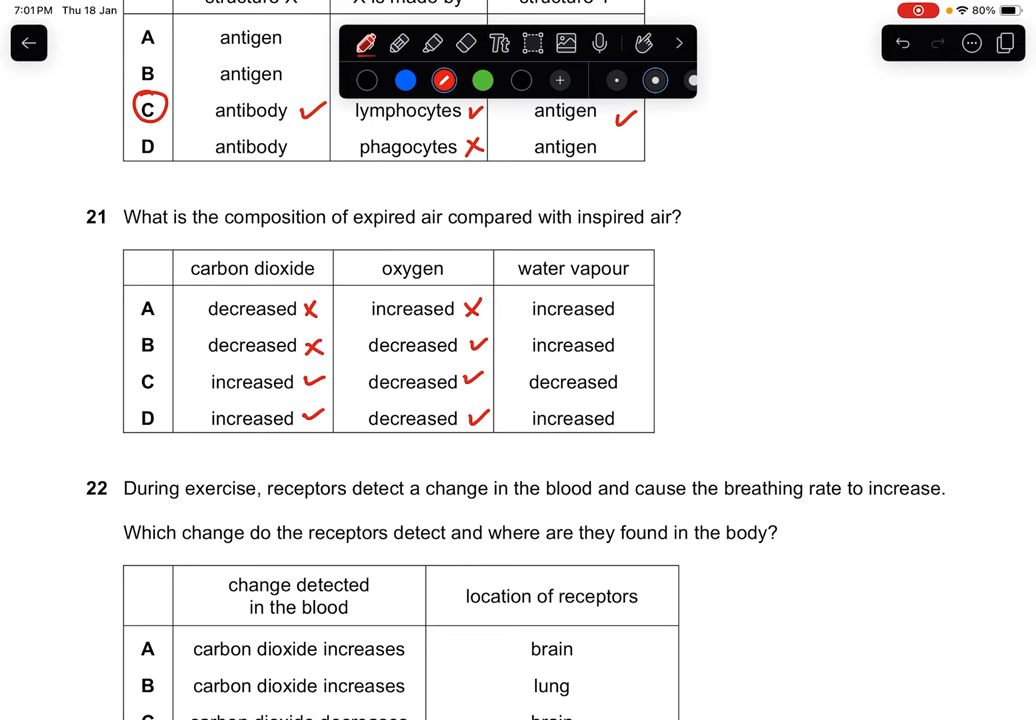 7:01PM Thu 18 Jan
80%
Tt
A antigen
B antigen
C antibody lymphocytes antigen
D antibody phagocytes antigen
21 What is the composition of expired air compared with inspired air?
carbon dioxide oxygen water vapour
A decreased increased increased
B decreased decreased increased
C increased decreased decreased
D increased decreased increased
22 During exercise, receptors detect a change in the blood and cause the breathing rate to increase.
Which change do the receptors detect and where are they found in the body?
change detected
in the blood
location of receptors
A carbon dioxide increases brain
B carbon dioxide increases lung